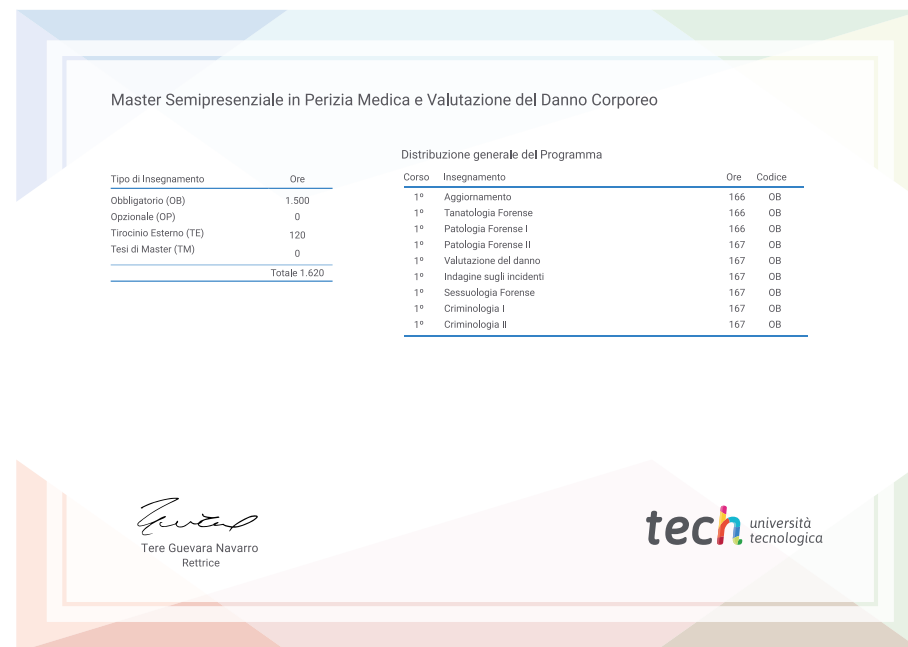 Master Semipresenziale in Perizia Medica e Valutazione del Danno Corporeo
Tipo di Insegnamento Ore
Obbligatorio (OB) 1.500
Opzionale (OP) 0
Tirocinio Esterno (TE) 120
Tesi di Master (TM) 0
Totale 1.620
Distribuzione generale del Programma
Corso Insegnamento Ore Codice
1º Aggiornamento 166 OB
1º Tanatologia Forense 166 OB
1º Patologia Forense I 166 OB
1º Patologia Forense II 167 OB
1º Valutazione del danno 167 OB
1º Indagine sugli incidenti 167 OB
1º Sessuologia Forense 167 OB
1º Criminologia I 167 OB
1º Criminologia II 167 OB
Tere Guevara Navarro
Rettrice
tech università
tecnologica